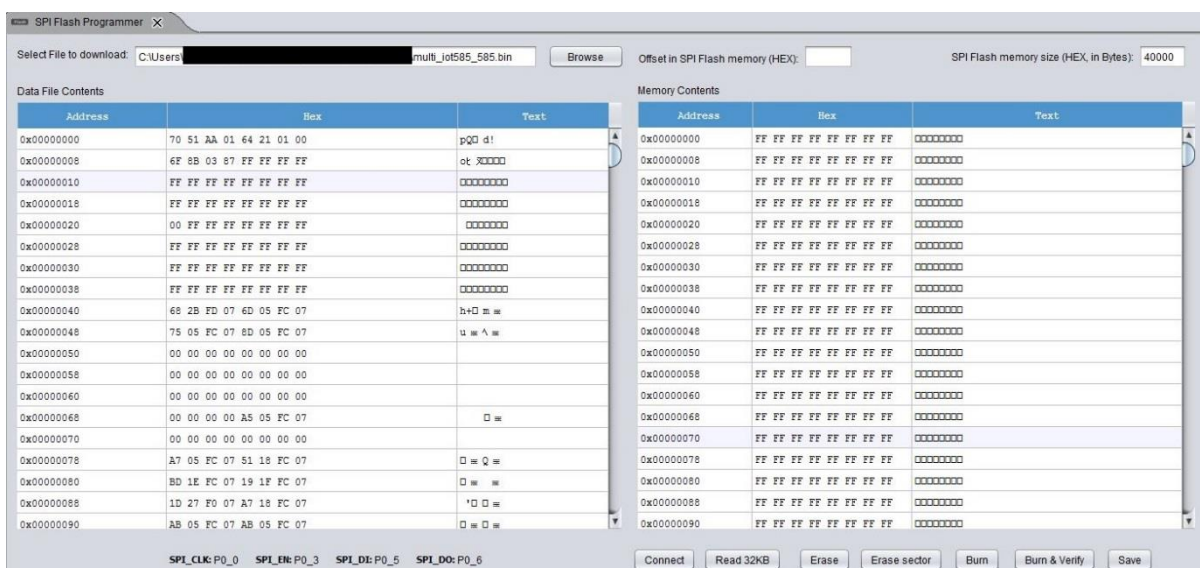 SPI Flash Programmer
Select File to download: C:\Users\ multi_iot585_585.bin Browse
Offset in SPI Flash memory (HEX): SPI Flash memory size (HEX, in Bytes): 40000
Data File Contents
Address Hex Text
0x00000000 70 51 AA 01 64 21 01 00 pQ□ d!
0x00000008 6F 8B 03 87 FF FF FF FF
0x00000010 FF FF FF FF FF FF FF FF □□□□□□□□
0x00000018 FF FF FF FF FF FF FF FF □□□□□□□□
0x00000020 00 FF FF FF FF FF FF FF □□□□□□□
0x00000028 FF FF FF FF FF FF FF FF □□□□□□□□
0x00000030 FF FF FF FF FF FF FF FF □□□□□□□□
0x00000038 FF FF FF FF FF FF FF FF □□□□□□□□
0x00000040 68 2B FD 07 6D 05 FC 07 h+□ m
0x00000048 75 05 FC 07 8D 05 FC 07 u
0x00000050 00 00 00 00 00 00 00 00
0x00000058 00 00 00 00 00 00 00 00
0x00000060 00 00 00 00 00 00 00 00
0x00000068 00 00 00 00 A5 05 FC 07
0x00000070 00 00 00 00 00 00 00 00
0x00000078 A7 05 FC 07 51 18 FC 07
0x00000080 BD 1E FC 07 19 1F FC 07
0x00000088 1D 27 F0 07 A7 18 FC 07
0x00000090 AB 05 FC 07 AB 05 FC 07
Memory Contents
Address Hex Text
0x00000000 FF FF FF FF FF FF FF FF □□□□□□□□
0x00000008 FF FF FF FF FF FF FF FF □□□□□□□□
0x00000010 FF FF FF FF FF FF FF FF □□□□□□□□
0x00000018 FF FF FF FF FF FF FF FF □□□□□□□□
0x00000020 FF FF FF FF FF FF FF FF □□□□□□□□
0x00000028 FF FF FF FF FF FF FF FF □□□□□□□□
0x00000030 FF FF FF FF FF FF FF FF □□□□□□□□
0x00000038 FF FF FF FF FF FF FF FF □□□□□□□□
0x00000040 FF FF FF FF FF FF FF FF □□□□□□□□
0x00000048 FF FF FF FF FF FF FF FF □□□□□□□□
0x00000050 FF FF FF FF FF FF FF FF □□□□□□□□
0x00000058 FF FF FF FF FF FF FF FF □□□□□□□□
0x00000060 FF FF FF FF FF FF FF FF □□□□□□□□
0x00000068 FF FF FF FF FF FF FF FF □□□□□□□□
0x00000070 FF FF FF FF FF FF FF FF □□□□□□□□
0x00000078 FF FF FF FF FF FF FF FF □□□□□□□□
0x00000080 FF FF FF FF FF FF FF FF □□□□□□□□
0x00000088 FF FF FF FF FF FF FF FF □□□□□□□□
0x00000090 FF FF FF FF FF FF FF FF □□□□□□□□
SPI_CLK: P0_0 SPI_EN: P0_3 SPI_DI: P0_5 SPI_DO: P0_6
Connect Read 32KB Erase Erase sector Burn Burn & Verify Save